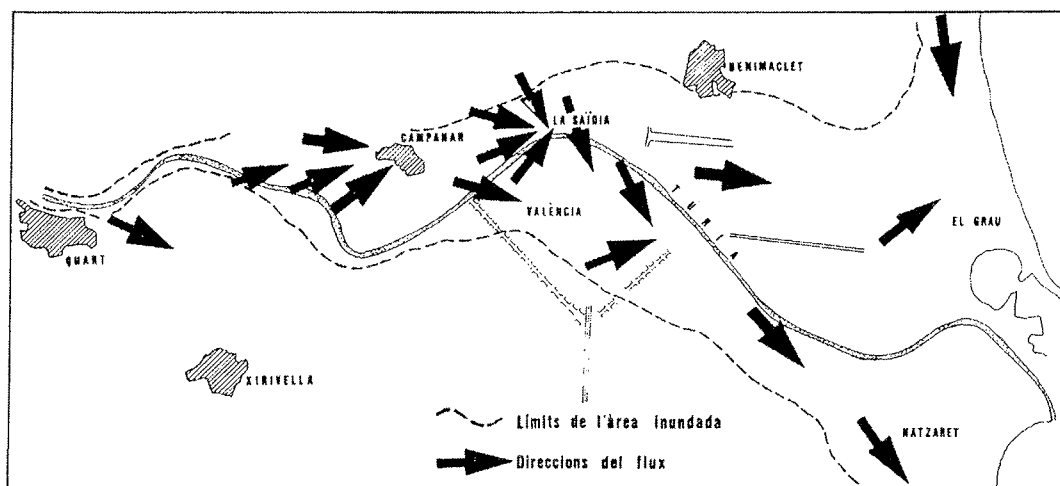 BENIMACLET
LA SAÏDIA
CAMPANAR
TURIA
VALÈNCIA
EL GRAU
QUART
XIRIVELLA
Límits de l'àrea inundada
NATZARET
Direccions del flux